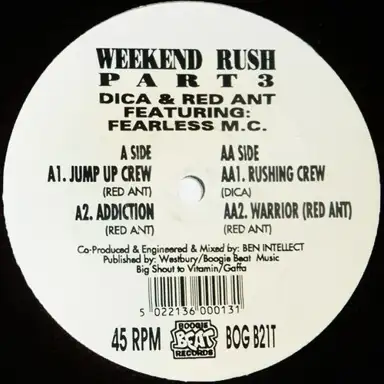 WEEKEND RUSH
PART 3
DICA & RED ANT
FEATURING:
FEARLESS M.C.
A SIDE
A1. JUMP UP CREW
(RED ANT)
A2. ADDICTION
(RED ANT)
AA SIDE
AA1. RUSHING CREW
(DICA)
AA2. WARRIOR (RED ANT)
(RED ANT)
Co-Produced & Engineered & Mixed by: BEN INTELLECT
Published by: Westbury/Boogie Beat Music
Big Shout to Vitamin/Gaffa
5 022136 000131
45 RPM
BOOGIE
BEAT
RECORDS
BOG B21T